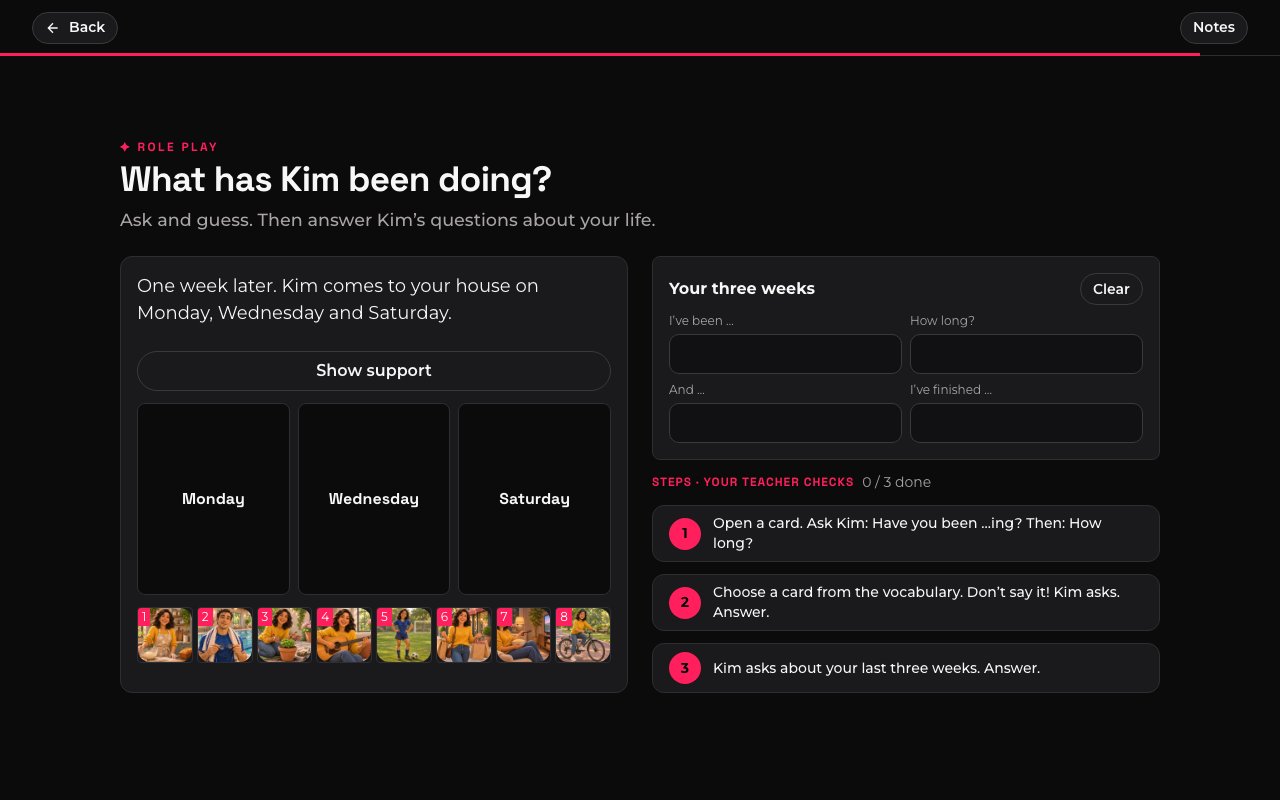 Back
Notes
ROLE PLAY
What has Kim been doing?
Ask and guess. Then answer Kim’s questions about your life.
One week later. Kim comes to your house on
Monday, Wednesday and Saturday.
Show support
Monday
Wednesday
Saturday
1
2
3
4
5
6
7
8
Your three weeks
Clear
I’ve been …
How long?
And …
I’ve finished …
STEPS · YOUR TEACHER CHECKS 0 / 3 done
1
Open a card. Ask Kim: Have you been …ing? Then: How
long?
2
Choose a card from the vocabulary. Don’t say it! Kim asks.
Answer.
3
Kim asks about your last three weeks. Answer.